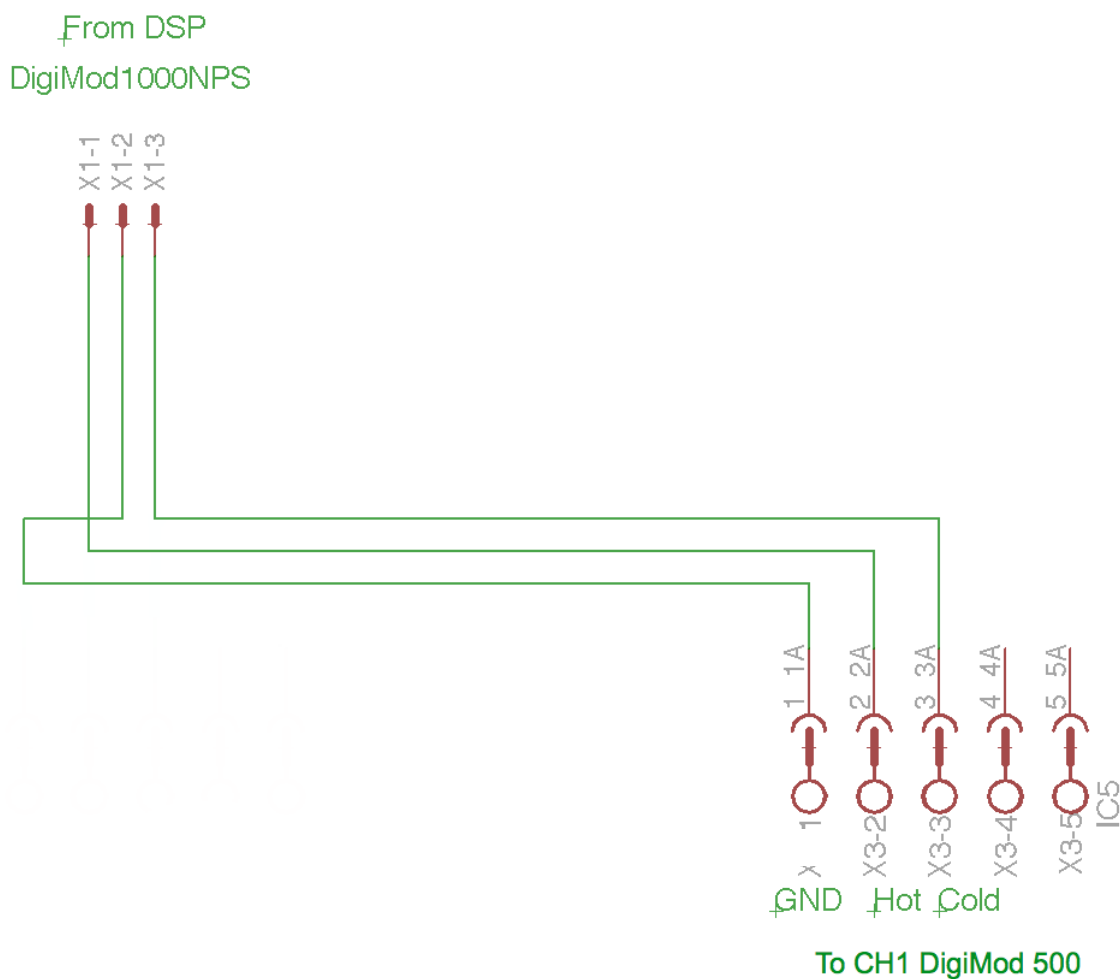 From DSP
DigiMod1000NPS
X1-1
X1-2
X1-3
1 1A
2 2A
3 3A
4 4A
5 5A
X 1
X3-2
X3-3
X3-4
X3-5
IC5
GND Hot Cold
To CH1 DigiMod 500